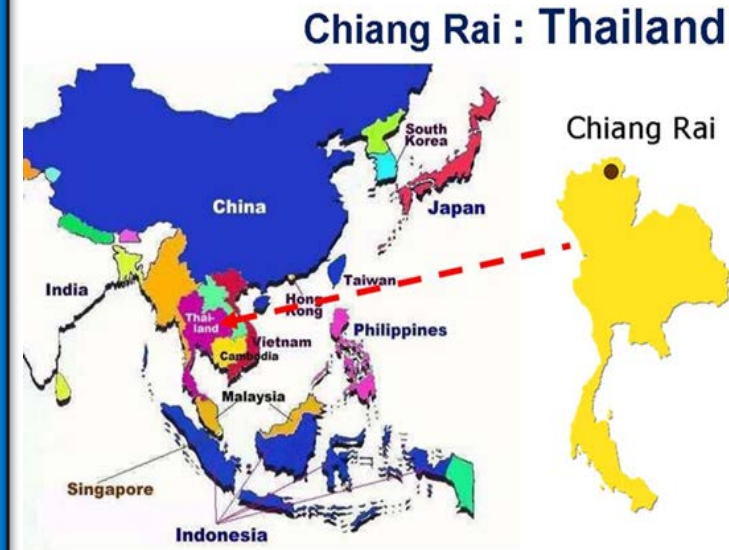 Chiang Rai : Thailand
South
Korea
Chiang Rai
China
Japan
Taiwan
India
Hong
Kong
Thai-
land
Philippines
Vietnam
Cambodia
Malaysia
Singapore
Indonesia